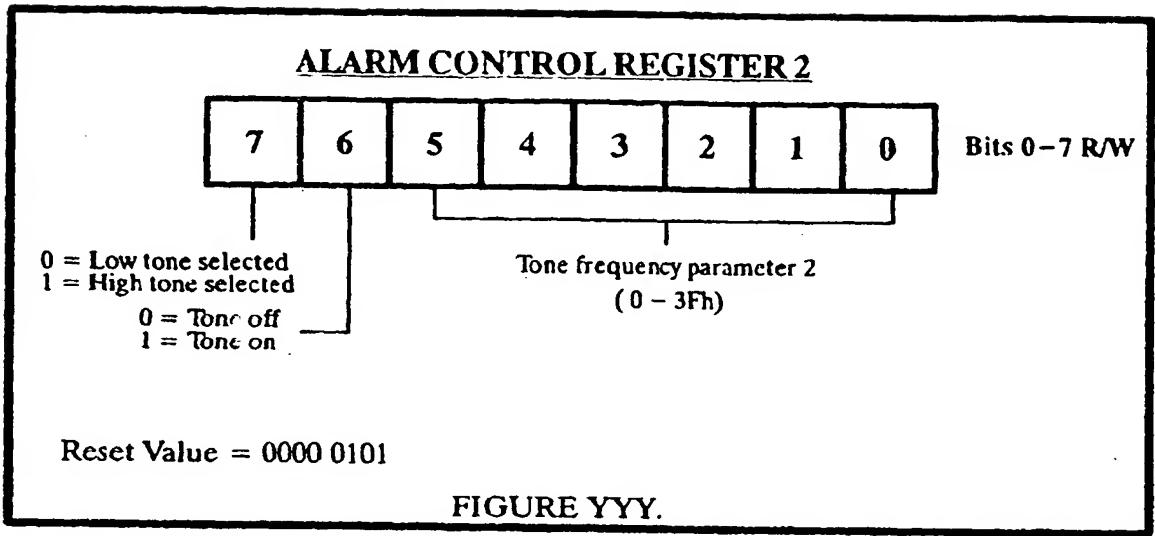 ALARM CONTROL REGISTER 2
7 6 5 4 3 2 1 0 Bits 0–7 R/W
0 = Low tone selected
1 = High tone selected
0 = Tone off
1 = Tone on
Tone frequency parameter 2
( 0 – 3Fh)
Reset Value = 0000 0101
FIGURE YYY.